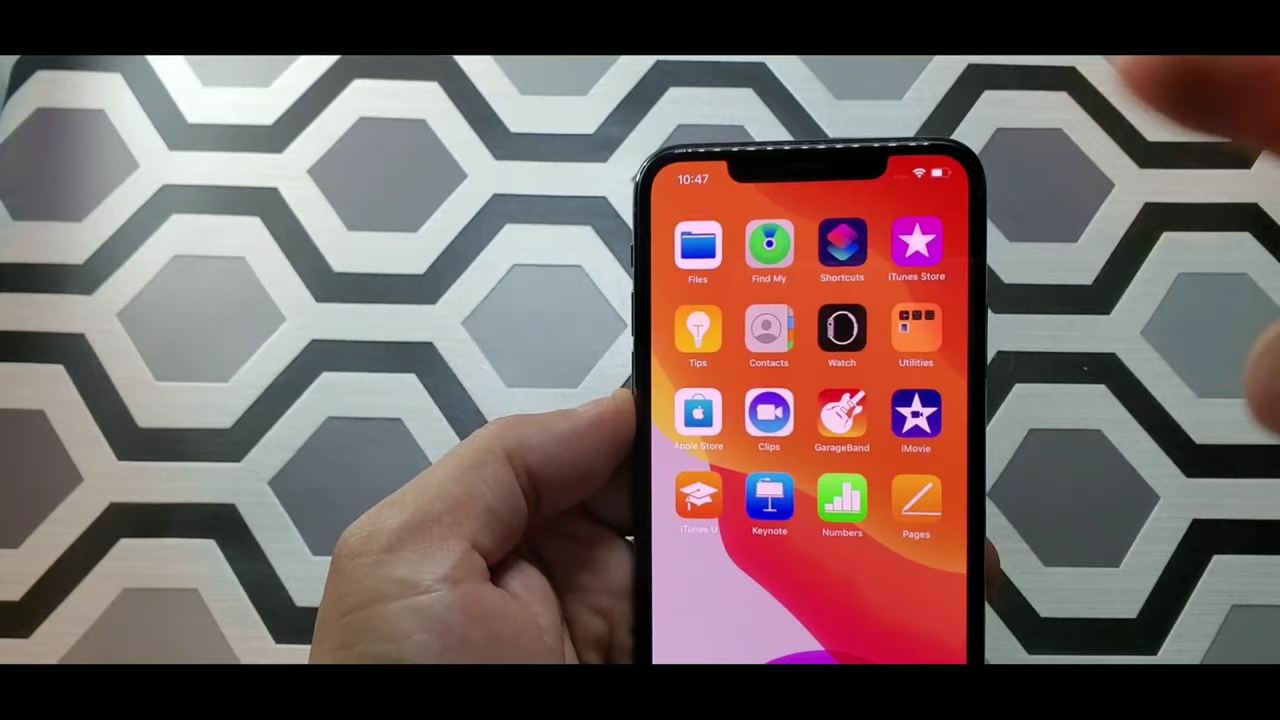 10:47
Files Find My Shortcuts iTunes Store
Tips Contacts Watch Utilities
Apple Store Clips GarageBand iMovie
iTunes U Keynote Numbers Pages